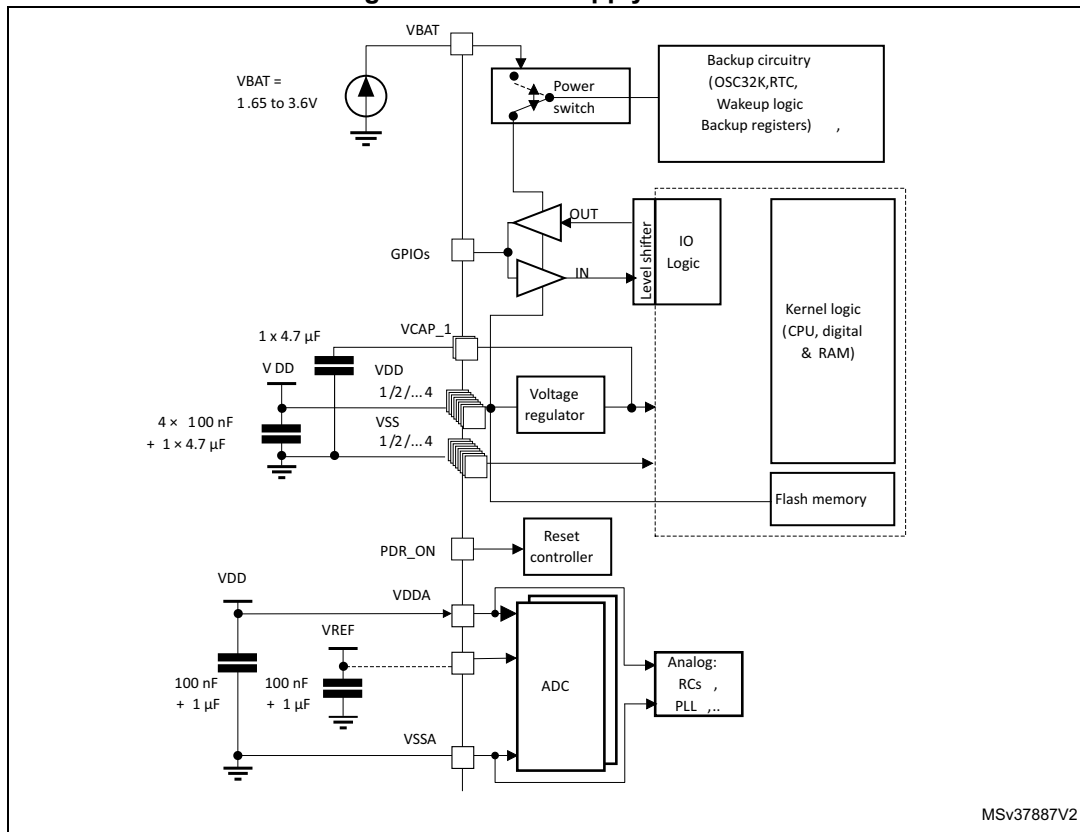 VBAT
VBAT =
1.65 to 3.6V
Power
switch
Backup circuitry
(OSC32K,RTC,
Wakeup logic
Backup registers) ,
GPIOs
OUT
IN
Level shifter
IO
Logic
Kernel logic
(CPU, digital
& RAM)
1 x 4.7 µF
VCAP_1
V DD
VDD
1/2/... 4
4 × 100 nF
+ 1 × 4.7 µF
VSS
1/2/... 4
Voltage
regulator
Flash memory
PDR_ON
Reset
controller
VDD
VDDA
VREF
100 nF
+ 1 µF
100 nF
+ 1 µF
ADC
Analog:
RCs ,
PLL ,..
VSSA
MSv37887V2